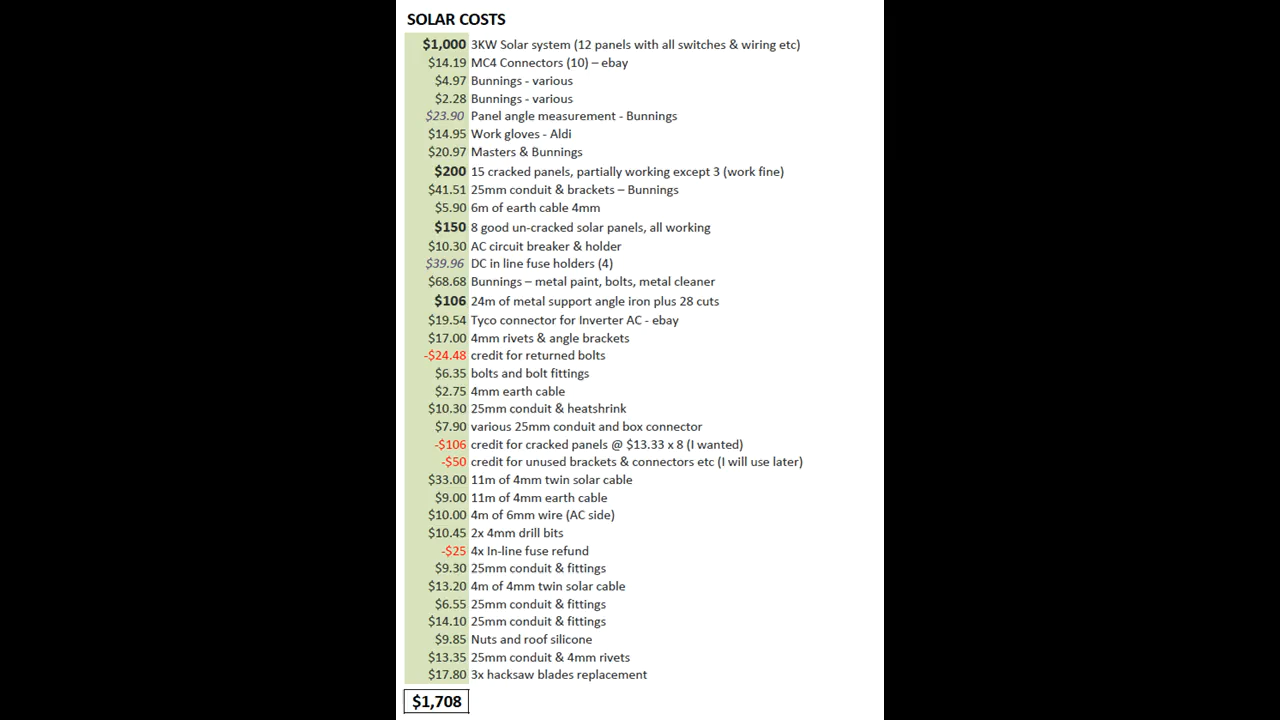 SOLAR COSTS
$1,000 3KW Solar system (12 panels with all switches & wiring etc)
$14.19 MC4 Connectors (10) – ebay
$4.97 Bunnings - various
$2.28 Bunnings - various
$23.90 Panel angle measurement - Bunnings
$14.95 Work gloves - Aldi
$20.97 Masters & Bunnings
$200 15 cracked panels, partially working except 3 (work fine)
$41.51 25mm conduit & brackets – Bunnings
$5.90 6m of earth cable 4mm
$150 8 good un-cracked solar panels, all working
$10.30 AC circuit breaker & holder
$39.96 DC in line fuse holders (4)
$68.68 Bunnings – metal paint, bolts, metal cleaner
$106 24m of metal support angle iron plus 28 cuts
$19.54 Tyco connector for Inverter AC - ebay
$17.00 4mm rivets & angle brackets
-$24.48 credit for returned bolts
$6.35 bolts and bolt fittings
$2.75 4mm earth cable
$10.30 25mm conduit & heatshrink
$7.90 various 25mm conduit and box connector
-$106 credit for cracked panels @ $13.33 x 8 (I wanted)
-$50 credit for unused brackets & connectors etc (I will use later)
$33.00 11m of 4mm twin solar cable
$9.00 11m of 4mm earth cable
$10.00 4m of 6mm wire (AC side)
$10.45 2x 4mm drill bits
-$25 4x In-line fuse refund
$9.30 25mm conduit & fittings
$13.20 4m of 4mm twin solar cable
$6.55 25mm conduit & fittings
$14.10 25mm conduit & fittings
$9.85 Nuts and roof silicone
$13.35 25mm conduit & 4mm rivets
$17.80 3x hacksaw blades replacement
$1,708